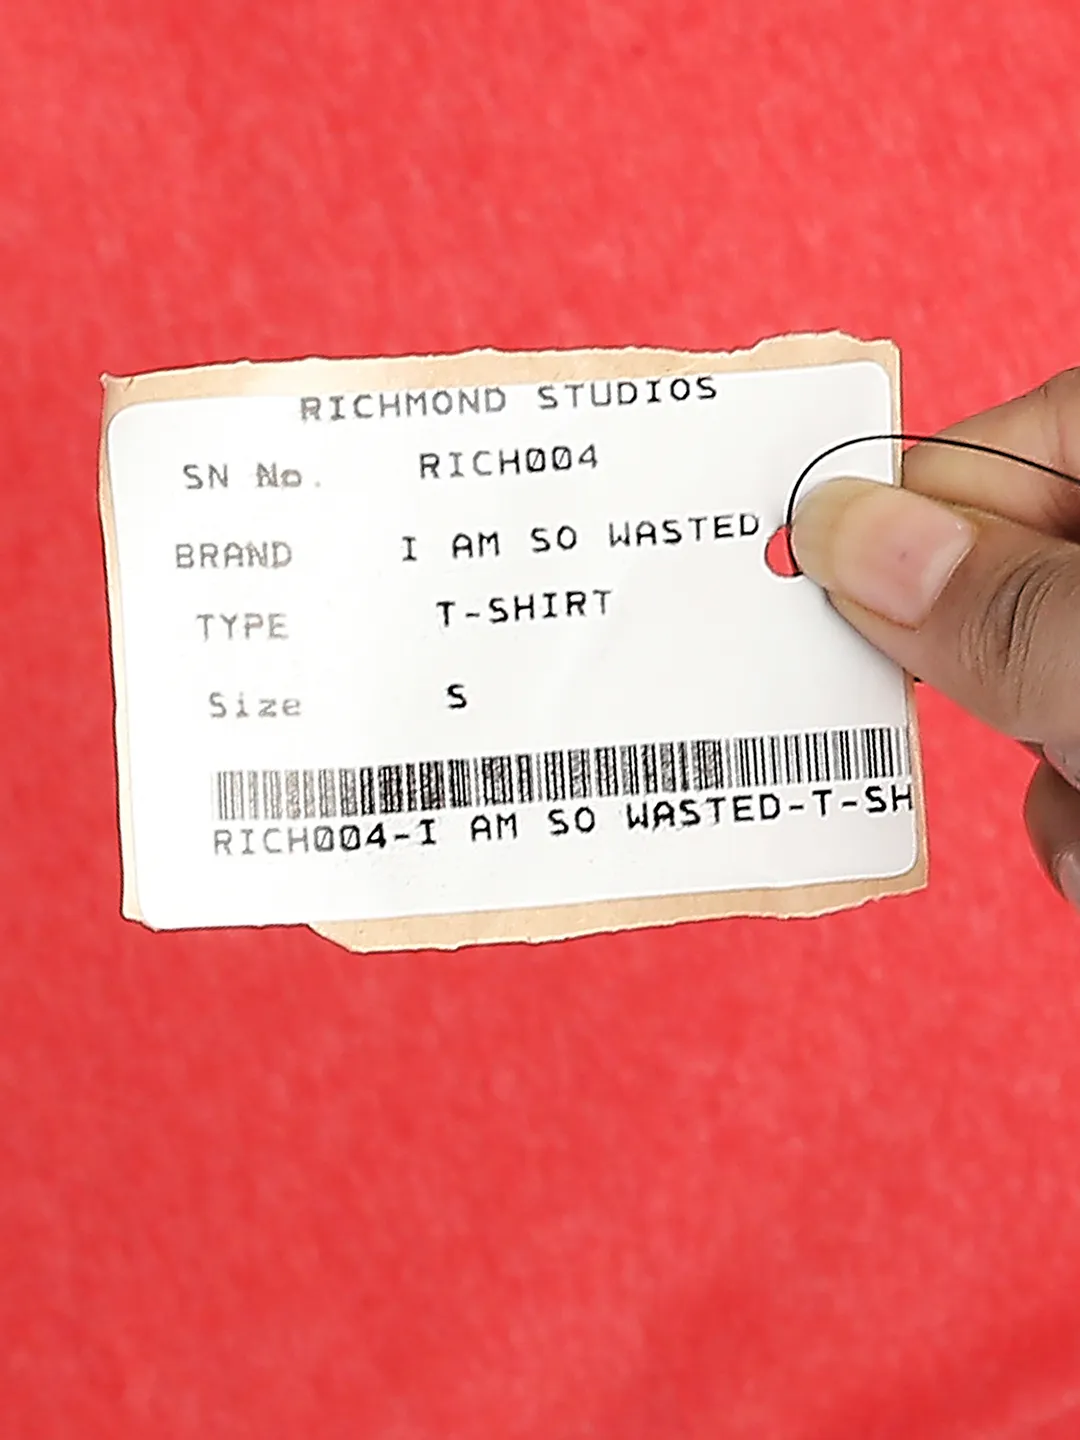 RICHMOND STUDIOS
SN No. RICH004
BRAND I AM SO WASTED
TYPE T-SHIRT
Size S
RICH004-I AM SO WASTED-T-SH